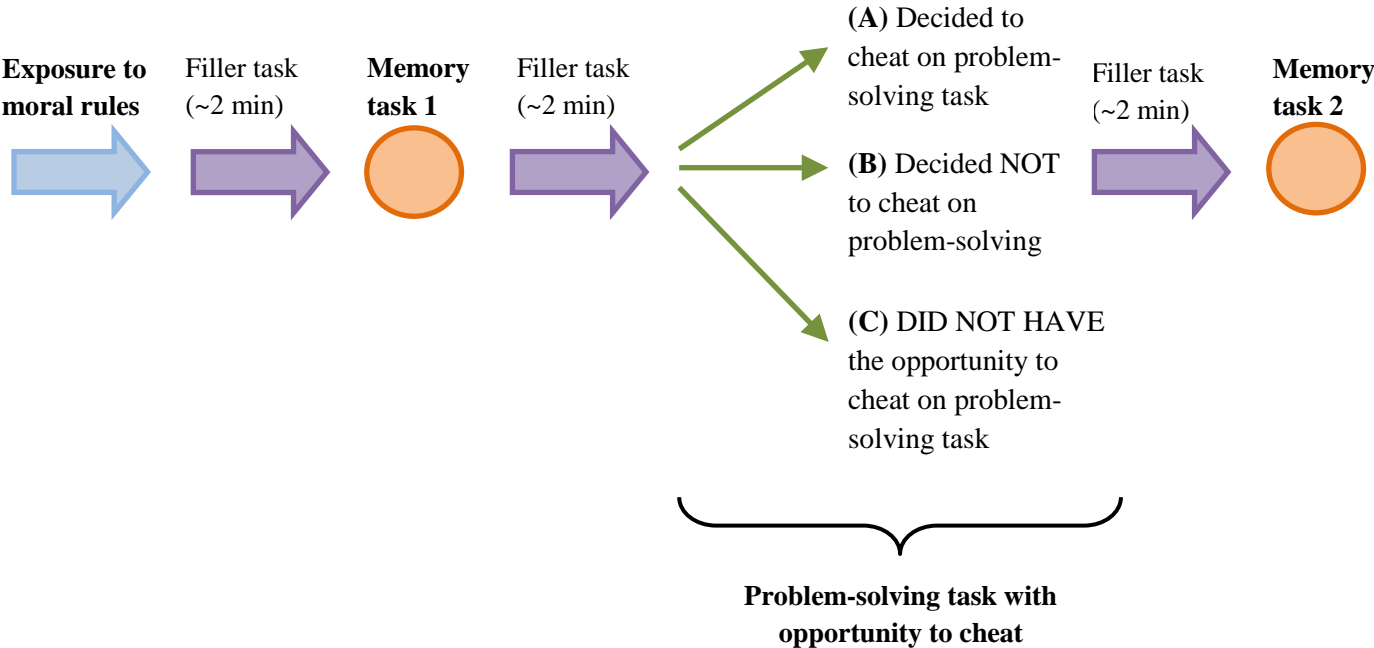 Exposure to
moral rules
Filler task
(~2 min)
Memory
task 1
Filler task
(~2 min)
(A) Decided to
cheat on problem-
solving task
(B) Decided NOT
to cheat on
problem-solving
(C) DID NOT HAVE
the opportunity to
cheat on problem-
solving task
Filler task
(~2 min)
Memory
task 2
Problem-solving task with
opportunity to cheat